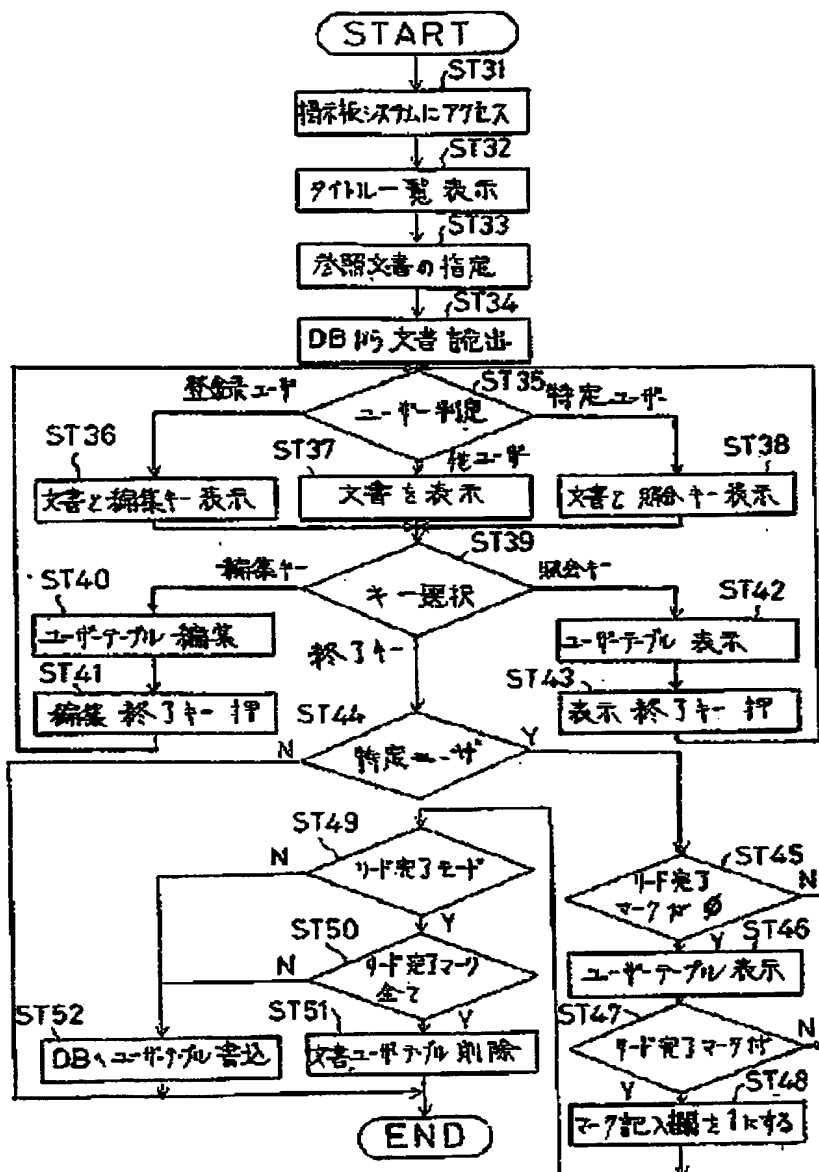 START
ST31
掲示板システムにアクセス
ST32
タイトル一覧 表示
ST33
参照文書の指定
ST34
DBから文書読出
ST35
登録ユーザ
ユーザー判定
特定ユーザー
ST36
ST37
他ユーザ
ST38
文書と編集キー表示
文書を表示
文書と照会キー表示
ST39
編集キー
キー選択
照会キー
ST40
ST42
ユーザーテーブル編集
終了キー
ユーザーテーブル 表示
ST41
ST43
編集終了キー押
ST44
表示終了キー押
N
特定ユーザ
Y
ST49
N
リード完了モード
ST45
リード完了
マークが 0
N
Y
ST50
Y
ST46
N
リード完了マーク
全て
ユーザーテーブル表示
ST52
ST51
Y
ST47
N
DBへユーザーテーブル書込
文書ユーザテーブル削除
リード完了マークか
Y
ST48
END
マーク記入欄を1にする